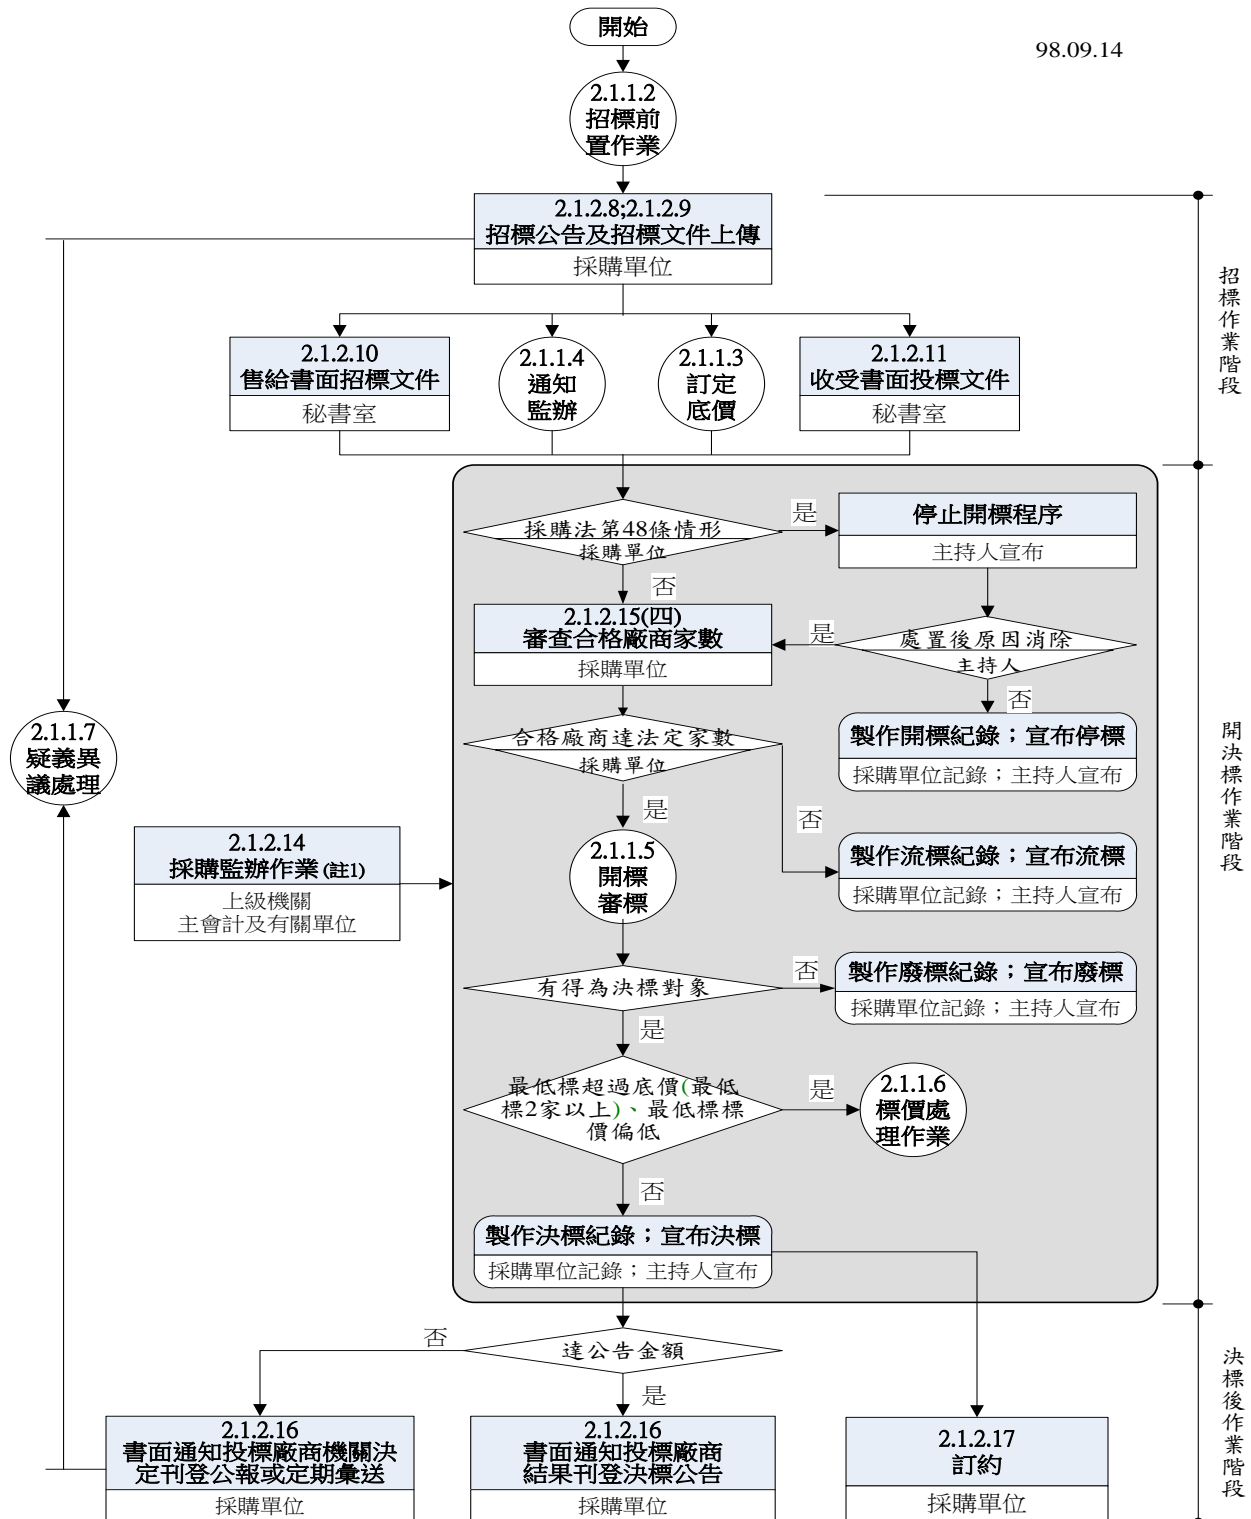 開始
98.09.14
2.1.1.2
招標前
置作業
2.1.2.8;2.1.2.9
招標公告及招標文件上傳
採購單位
招標作業階段
2.1.2.10
售給書面招標文件
秘書室
2.1.1.4
通知
監辦
2.1.1.3
訂定
底價
2.1.2.11
收受書面投標文件
秘書室
採購法第48條情形
採購單位
是
停止開標程序
主持人宣布
否
2.1.2.15(四)
審查合格廠商家數
採購單位
是
處置後原因消除
主持人
否
合格廠商達法定家數
採購單位
製作開標紀錄；宣布停標
採購單位記錄；主持人宣布
開決標作業階段
2.1.1.7
疑義異
議處理
是
否
2.1.2.14
採購監辦作業(註1)
上級機關
主會計及有關單位
2.1.1.5
開標
審標
製作流標紀錄；宣布流標
採購單位記錄；主持人宣布
有得為決標對象
否
製作廢標紀錄；宣布廢標
採購單位記錄；主持人宣布
是
最低標超過底價(最低
標2家以上)、最低標標
價偏低
是
2.1.1.6
標價處
理作業
否
製作決標紀錄；宣布決標
採購單位記錄；主持人宣布
否
達公告金額
是
決標後作業階段
2.1.2.16
書面通知投標廠商機關決
定刊登公報或定期彙送
採購單位
2.1.2.16
書面通知投標廠商
結果刊登決標公告
採購單位
2.1.2.17
訂約
採購單位